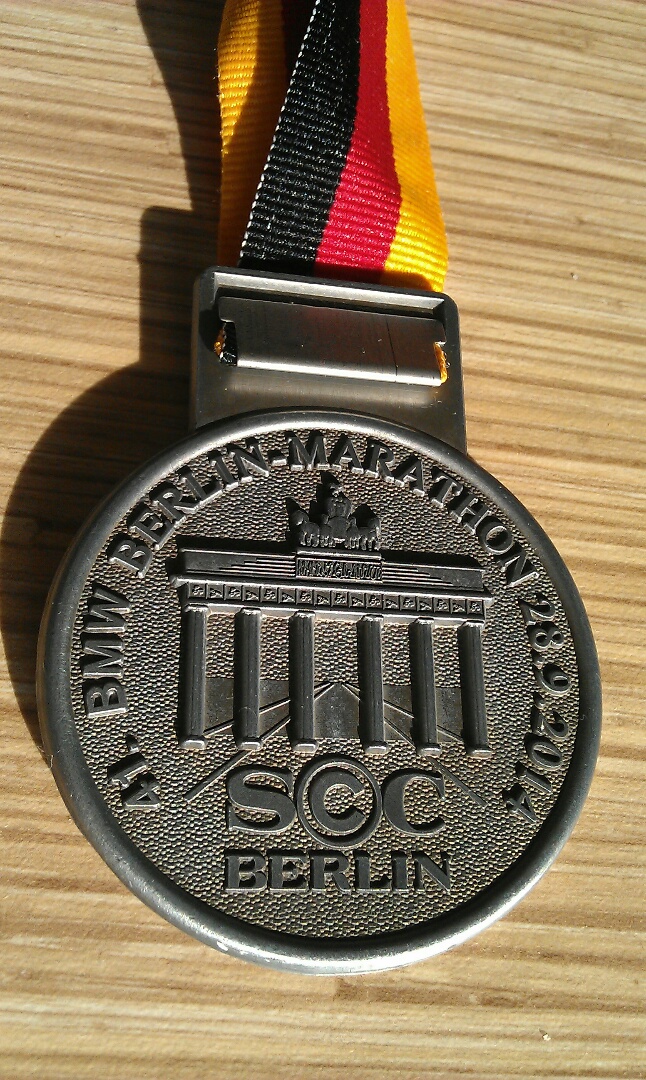 41. BMW BERLIN-MARATHON 28.9.2014
SCC
BERLIN